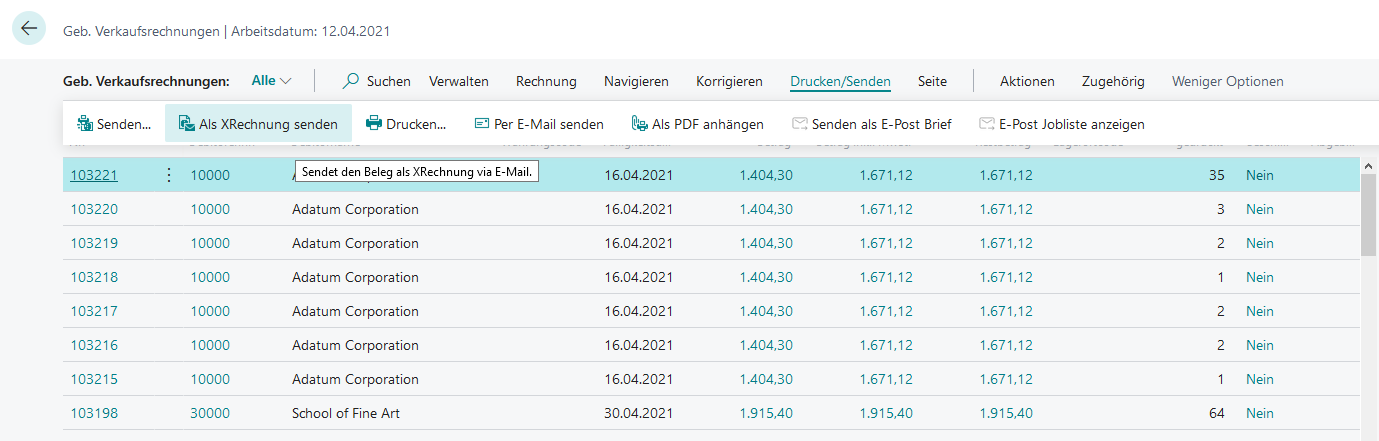 Geb. Verkaufsrechnungen | Arbeitsdatum: 12.04.2021
Geb. Verkaufsrechnungen: Alle Suchen Verwalten Rechnung Navigieren Korrigieren Drucken/Senden Seite Aktionen Zugehörig Weniger Optionen
Senden... Als XRechnung senden Drucken... Per E-Mail senden Als PDF anhängen Senden als E-Post Brief E-Post Jobliste anzeigen
Sendet den Beleg als XRechnung via E-Mail.
103221 10000 16.04.2021 1.404,30 1.671,12 1.671,12 35 Nein
103220 10000 Adatum Corporation 16.04.2021 1.404,30 1.671,12 1.671,12 3 Nein
103219 10000 Adatum Corporation 16.04.2021 1.404,30 1.671,12 1.671,12 2 Nein
103218 10000 Adatum Corporation 16.04.2021 1.404,30 1.671,12 1.671,12 1 Nein
103217 10000 Adatum Corporation 16.04.2021 1.404,30 1.671,12 1.671,12 2 Nein
103216 10000 Adatum Corporation 16.04.2021 1.404,30 1.671,12 1.671,12 2 Nein
103215 10000 Adatum Corporation 16.04.2021 1.404,30 1.671,12 1.671,12 1 Nein
103198 30000 School of Fine Art 30.04.2021 1.915,40 1.915,40 1.915,40 64 Nein